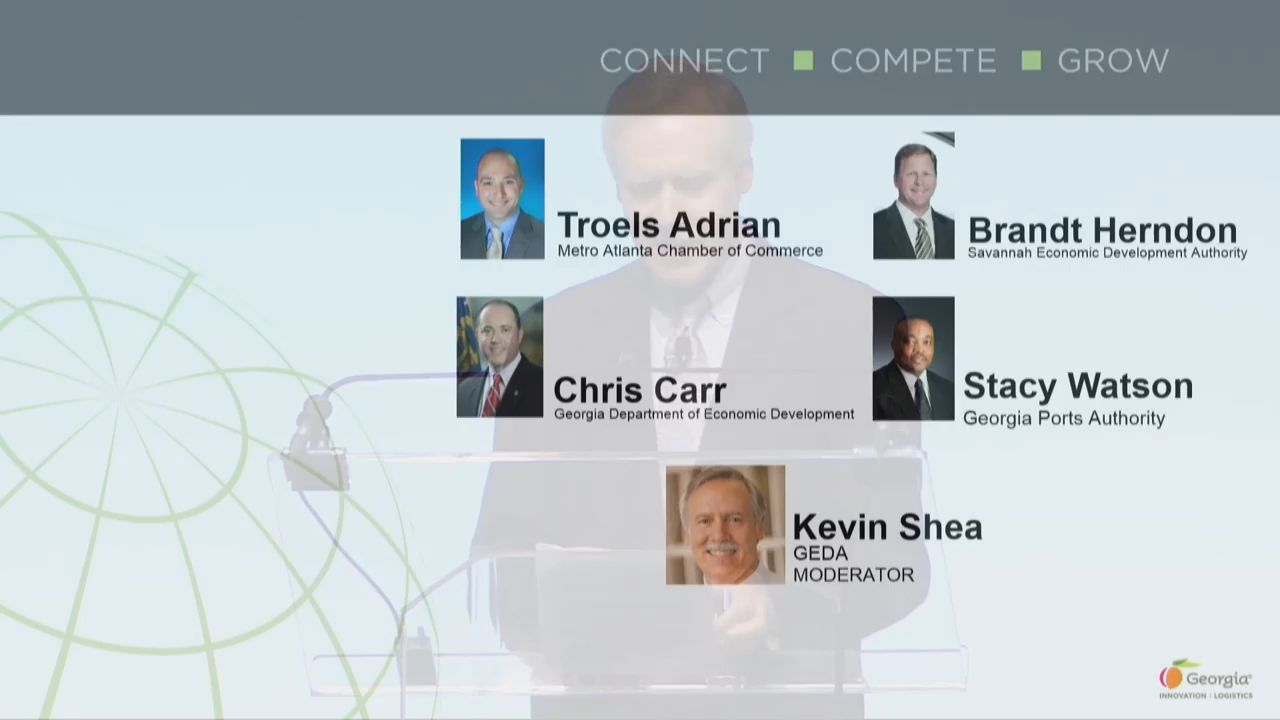 CONNECT ■ COMPETE ■ GROW
Troels Adrian
Metro Atlanta Chamber of Commerce
Brandt Herndon
Savannah Economic Development Authority
Chris Carr
Georgia Department of Economic Development
Stacy Watson
Georgia Ports Authority
Kevin Shea
GEDA
MODERATOR
Georgia®
INNOVATION | LOGISTICS